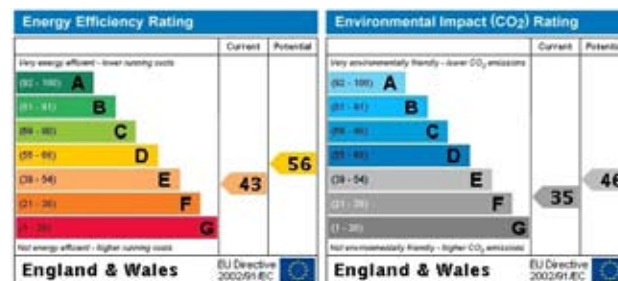 Energy Efficiency Rating
Current Potential
Very energy efficient - lower running costs
(92 - 100) A
(81 - 91) B
(69 - 80) C
(55 - 68) D
(39 - 54) E
(21 - 38) F
(1 - 20) G
43
56
Not energy efficient - higher running costs
England & Wales
EU Directive
2002/91/EC
Environmental Impact (CO2) Rating
Current Potentia
Very environmentally friendly - lower CO2 emissions
(92 - 100) A
(81 - 91) B
(69 - 80) C
(55 - 68) D
(39 - 54) E
(21 - 38) F
(1 - 20) G
35
46
Not environmentally friendly - higher CO2 emissions
England & Wales
EU Directive
2002/91/EC